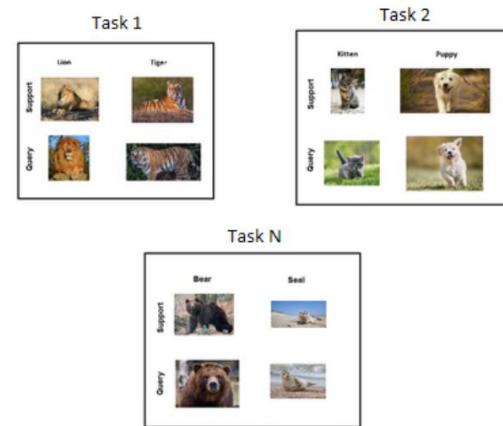 Task 1
Lion Tiger
Support
Query
Task 2
Kitten Puppy
Support
Query
Task N
Bear Seal
Support
Query